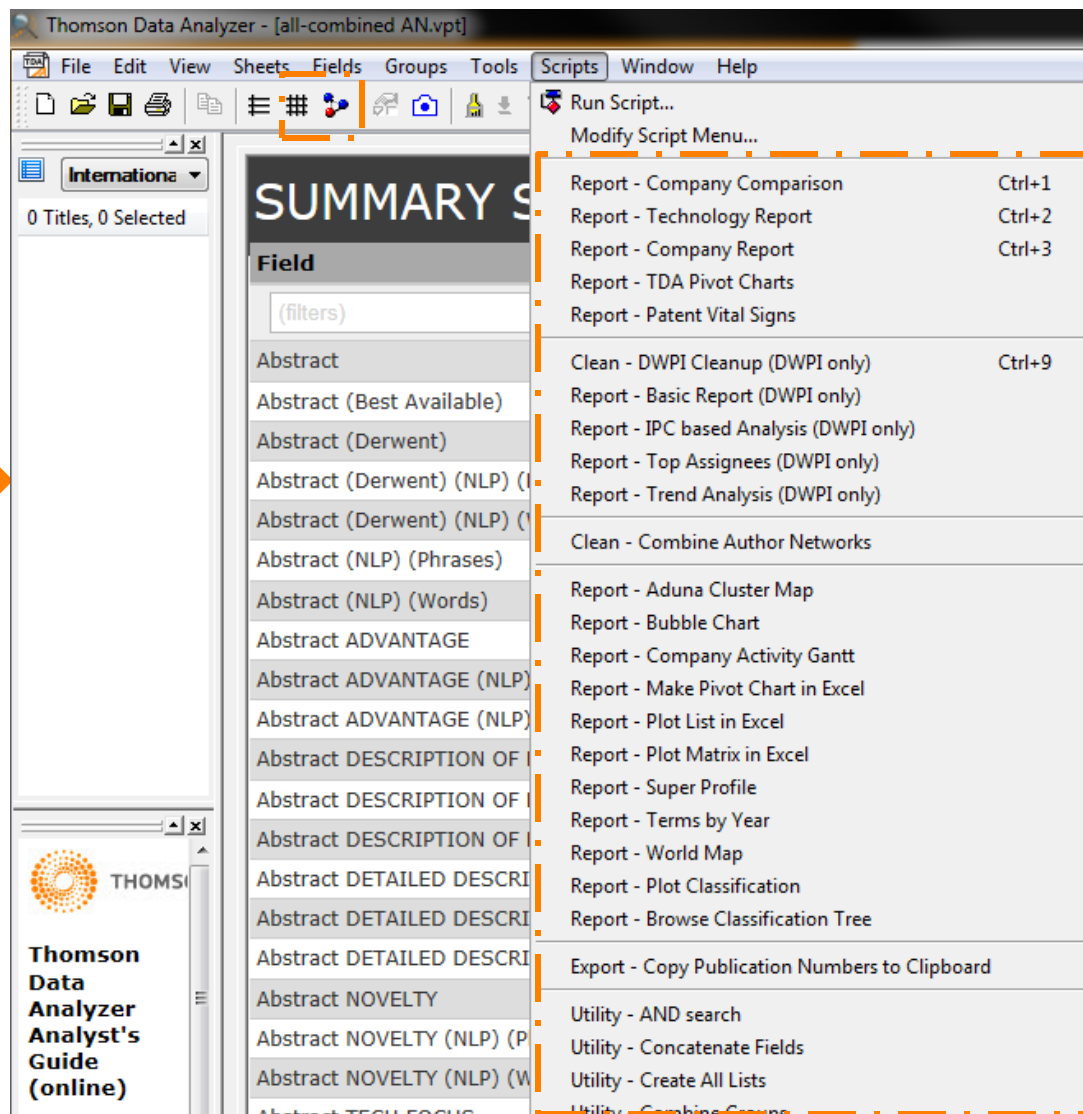 Thomson Data Analyzer - [all-combined AN.vpt]
File Edit View Sheets Fields Groups Tools Scripts Window Help
Run Script...
Modify Script Menu...
Internationa
0 Titles, 0 Selected
SUMMARY S
Field
(filters)
Abstract
Abstract (Best Available)
Abstract (Derwent)
Abstract (Derwent) (NLP) (
Abstract (Derwent) (NLP) (
Abstract (NLP) (Phrases)
Abstract (NLP) (Words)
Abstract ADVANTAGE
Abstract ADVANTAGE (NLP)
Abstract ADVANTAGE (NLP)
Abstract DESCRIPTION OF
Abstract DESCRIPTION OF
Abstract DESCRIPTION OF
Abstract DETAILED DESCRI
Abstract DETAILED DESCRI
Abstract DETAILED DESCRI
Abstract NOVELTY
Abstract NOVELTY (NLP) (P
Abstract NOVELTY (NLP) (W
Abstract TECH FOCUS
Report - Company Comparison Ctrl+1
Report - Technology Report Ctrl+2
Report - Company Report Ctrl+3
Report - TDA Pivot Charts
Report - Patent Vital Signs
Clean - DWPI Cleanup (DWPI only) Ctrl+9
Report - Basic Report (DWPI only)
Report - IPC based Analysis (DWPI only)
Report - Top Assignees (DWPI only)
Report - Trend Analysis (DWPI only)
Clean - Combine Author Networks
Report - Aduna Cluster Map
Report - Bubble Chart
Report - Company Activity Gantt
Report - Make Pivot Chart in Excel
Report - Plot List in Excel
Report - Plot Matrix in Excel
Report - Super Profile
Report - Terms by Year
Report - World Map
Report - Plot Classification
Report - Browse Classification Tree
Export - Copy Publication Numbers to Clipboard
Utility - AND search
Utility - Concatenate Fields
Utility - Create All Lists
Utility - Combine Groups
THOMS
Thomson
Data
Analyzer
Analyst's
Guide
(online)